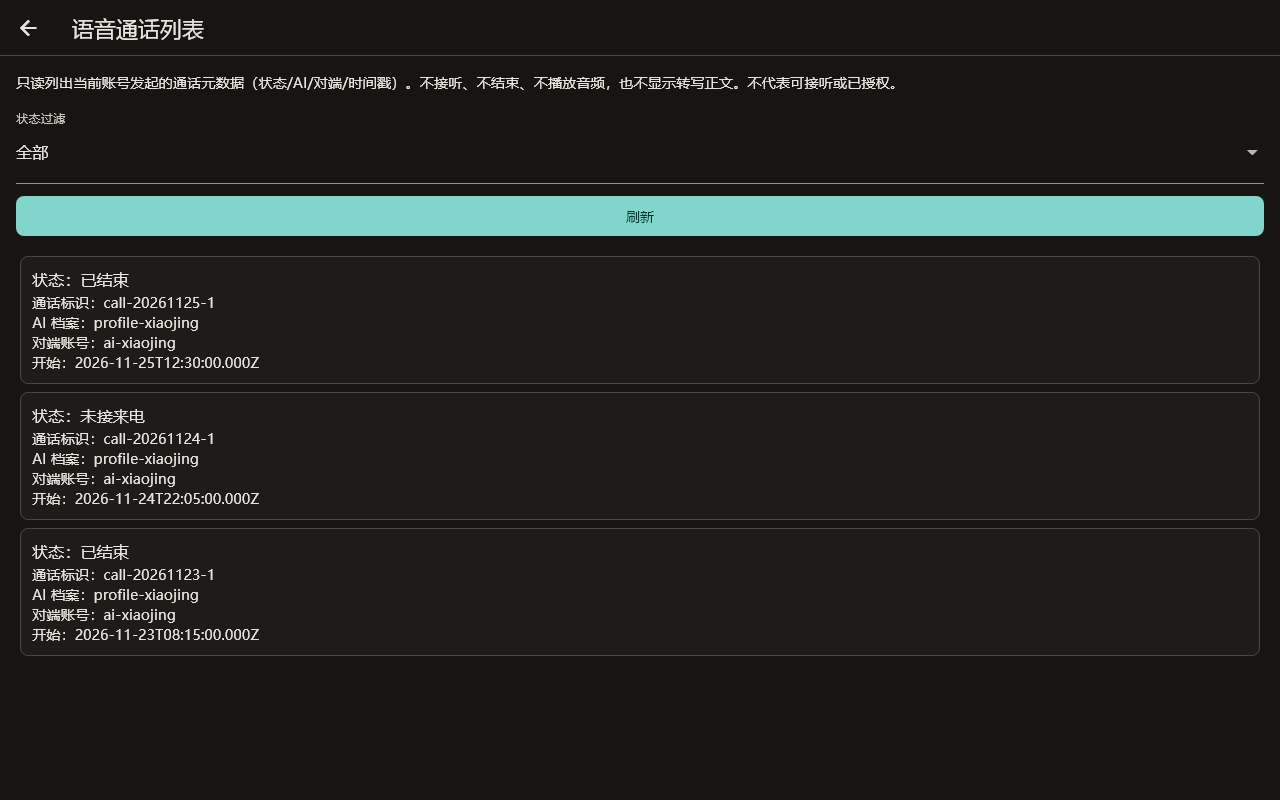 语音通话列表
只读列出当前账号发起的通话元数据（状态/AI/对端/时间戳）。不接听、不结束、不播放音频，也不显示转写正文。不代表可接听或已授权。
状态过滤
全部
刷新
状态：已结束
通话标识：call-20261125-1
AI 档案：profile-xiaojing
对端账号：ai-xiaojing
开始：2026-11-25T12:30:00.000Z
状态：未接来电
通话标识：call-20261124-1
AI 档案：profile-xiaojing
对端账号：ai-xiaojing
开始：2026-11-24T22:05:00.000Z
状态：已结束
通话标识：call-20261123-1
AI 档案：profile-xiaojing
对端账号：ai-xiaojing
开始：2026-11-23T08:15:00.000Z